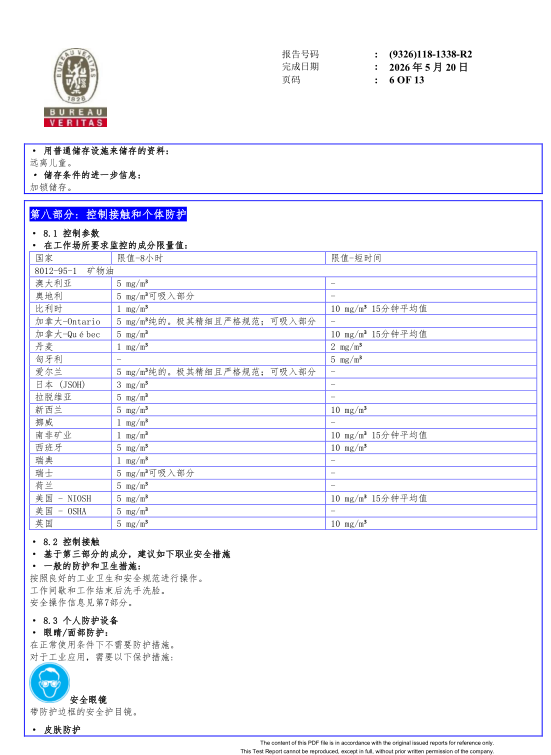 BUREAU VERITAS
1828
BUREAU
VERITAS
报告号码 : (9326)118-1338-R2
完成日期 : 2026 年 5 月 20 日
页码 : 6 OF 13
· 用普通储存设施来储存的资料:
远离儿童。
· 储存条件的进一步信息:
加锁储存。
第八部分: 控制接触和个体防护
· 8.1 控制参数
· 在工作场所要求监控的成分限量值:
国家 限值-8小时 限值-短时间
8012-95-1 矿物油
澳大利亚 5 mg/m³ –
奥地利 5 mg/m³可吸入部分 –
比利时 1 mg/m³ 10 mg/m³ 15分钟平均值
加拿大-Ontario 5 mg/m³纯的。极其精细且严格规范; 可吸入部分 –
加拿大-Québec 5 mg/m³ 10 mg/m³ 15分钟平均值
丹麦 1 mg/m³ 2 mg/m³
匈牙利 – 5 mg/m³
爱尔兰 5 mg/m³纯的。极其精细且严格规范; 可吸入部分 –
日本 (JSOH) 3 mg/m³ –
拉脱维亚 5 mg/m³ –
新西兰 5 mg/m³ 10 mg/m³
挪威 1 mg/m³ –
南非矿业 1 mg/m³ 10 mg/m³ 15分钟平均值
西班牙 5 mg/m³ 10 mg/m³
瑞典 1 mg/m³ –
瑞士 5 mg/m³可吸入部分 –
荷兰 5 mg/m³ –
美国 - NIOSH 5 mg/m³ 10 mg/m³ 15分钟平均值
美国 - OSHA 5 mg/m³ –
英国 5 mg/m³ 10 mg/m³
· 8.2 控制接触
· 基于第三部分的成分, 建议如下职业安全措施
· 一般的防护和卫生措施:
按照良好的工业卫生和安全规范进行操作。
工作间歇和工作结束后洗手洗脸。
安全操作信息见第7部分。
· 8.3 个人防护设备
· 眼睛/面部防护:
在正常使用条件下不需要防护措施。
对于工业应用, 需要以下保护措施:
安全眼镜
带防护边框的安全护目镜。
· 皮肤防护
The content of this PDF file is in accordance with the original issued reports for reference only.
This Test Report cannot be reproduced, except in full, without prior written permission of the company.